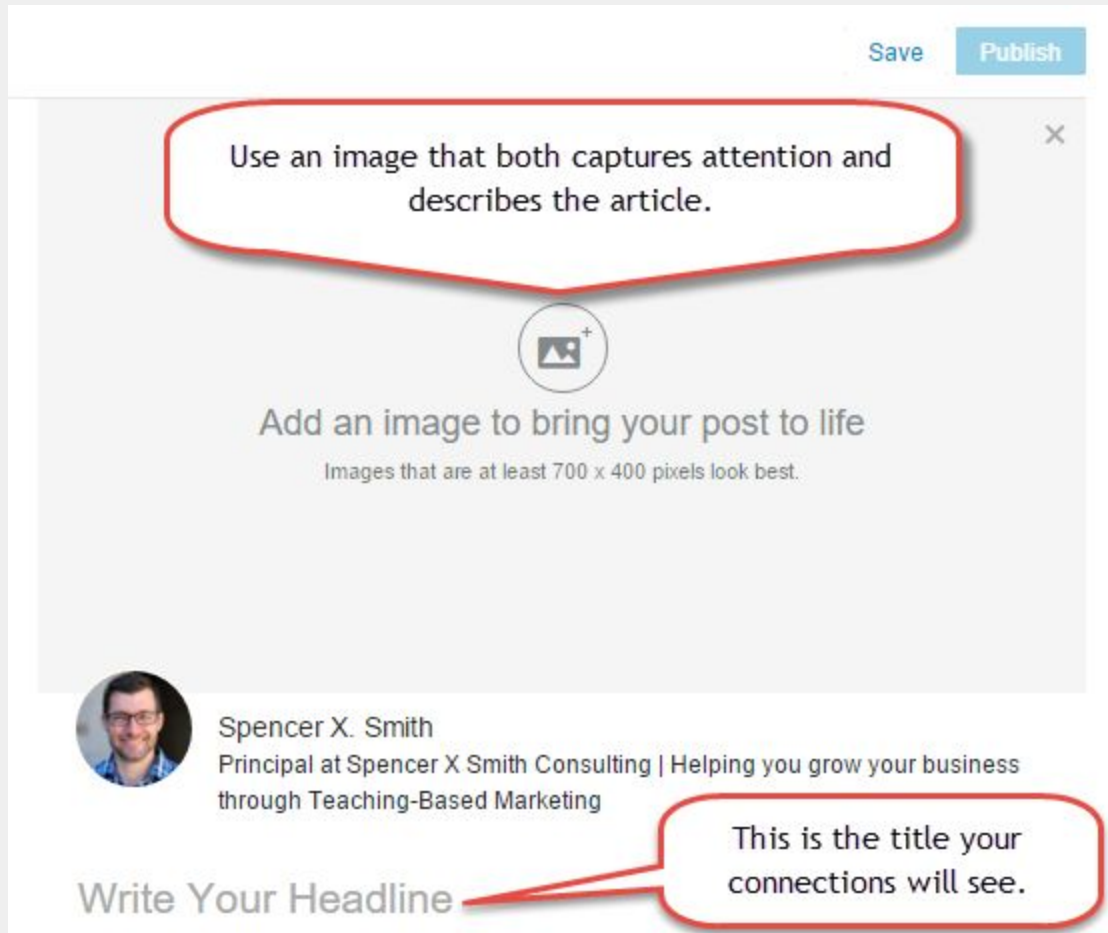 Save Publish
Use an image that both captures attention and
describes the article.
Add an image to bring your post to life
Images that are at least 700 x 400 pixels look best.
Spencer X. Smith
Principal at Spencer X Smith Consulting | Helping you grow your business
through Teaching-Based Marketing
This is the title your
connections will see.
Write Your Headline